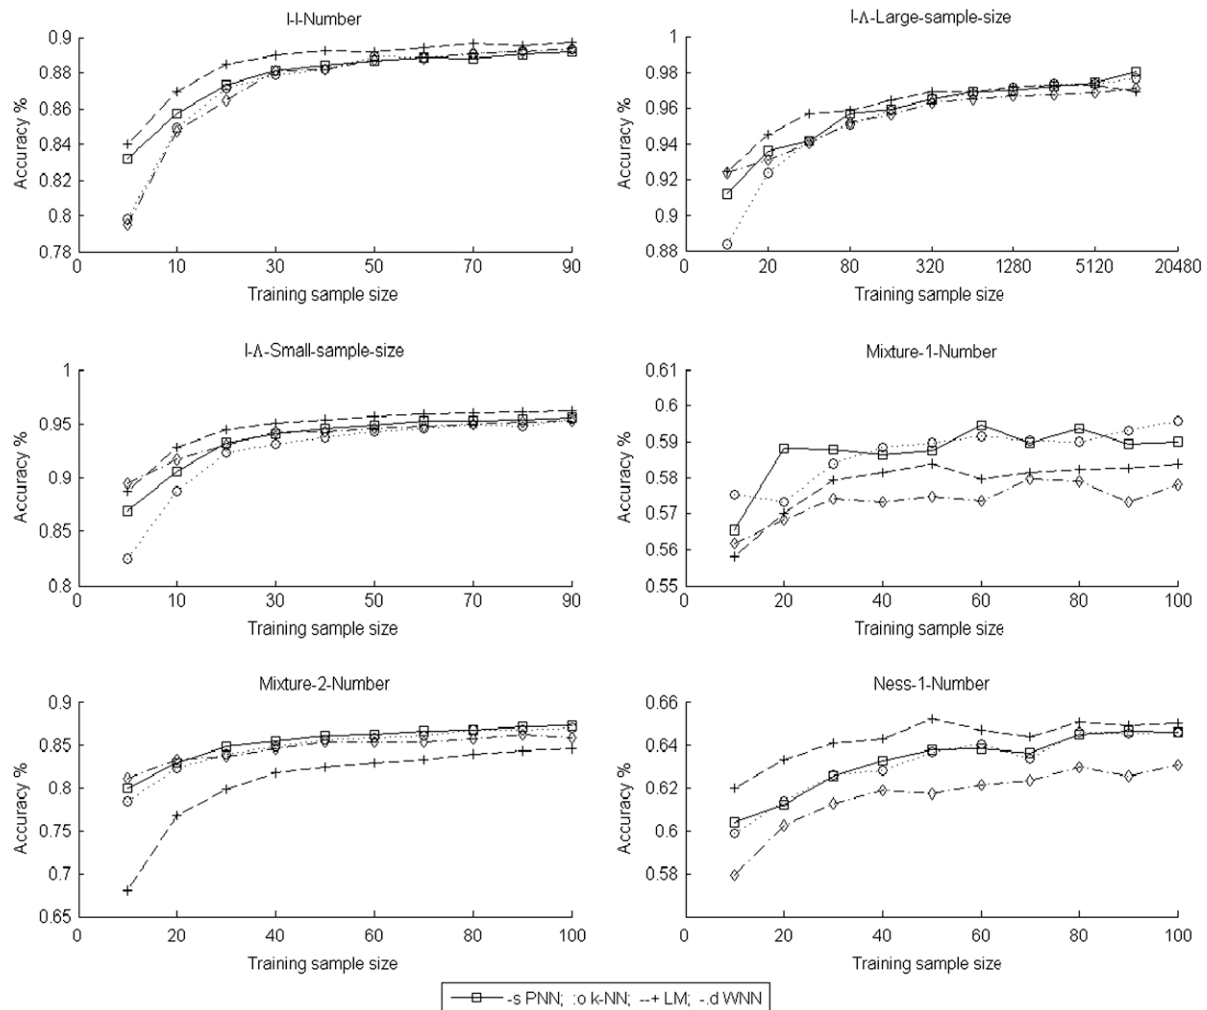 I-I-Number
0.9
0.88
0.86
0.84
0.82
0.8
0.78
Accuracy %
0 10 30 50 70 90
Training sample size
I-Λ-Large-sample-size
1
0.98
0.96
0.94
0.92
0.9
0.88
Accuracy %
0 20 80 320 1280 5120 20480
Training sample size
I-Λ-Small-sample-size
1
0.95
0.9
0.85
0.8
Accuracy %
0 10 30 50 70 90
Training sample size
Mixture-1-Number
0.61
0.6
0.59
0.58
0.57
0.56
0.55
Accuracy %
0 20 40 60 80 100
Training sample size
Mixture-2-Number
0.9
0.85
0.8
0.75
0.7
0.65
Accuracy %
0 20 40 60 80 100
Training sample size
Ness-1-Number
0.66
0.64
0.62
0.6
0.58
Accuracy %
0 20 40 60 80 100
Training sample size
-s PNN; :o k-NN; --+ LM; -.d WNN